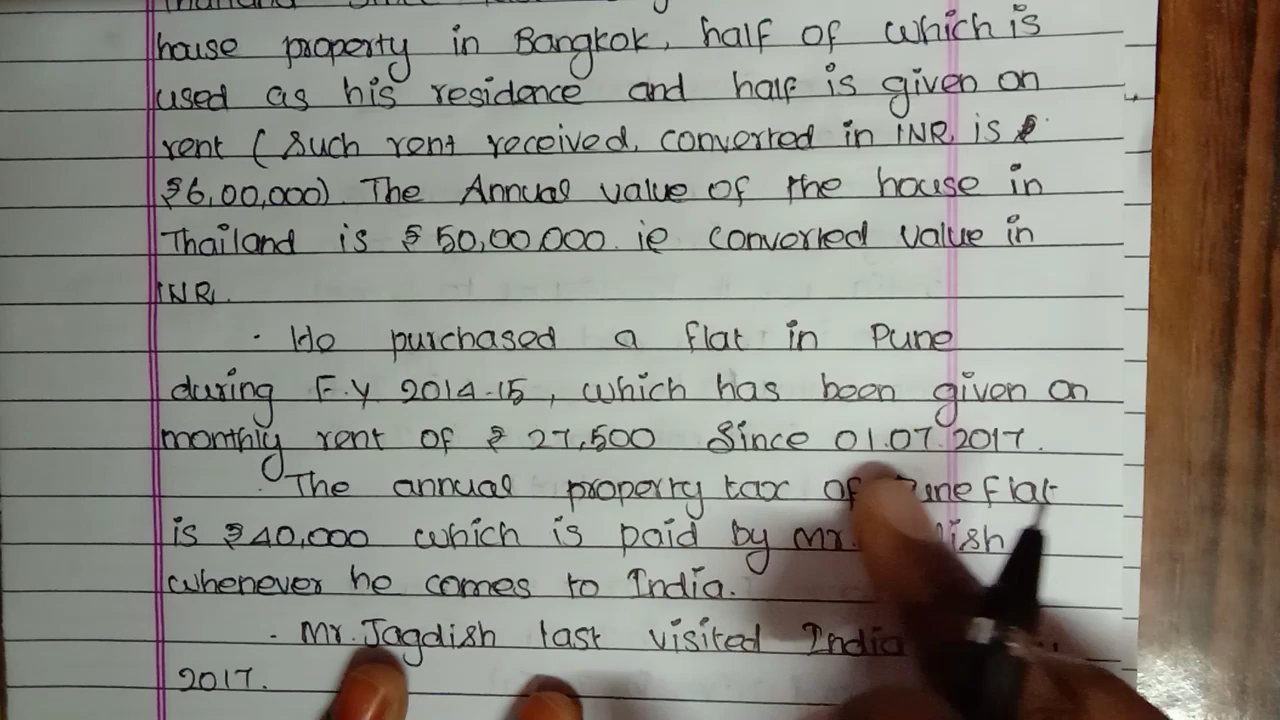 house property in Bangkok, half of which is
used as his residence and half is given on
rent (Such rent received, converted in INR is
₹6,00,000) The Annual value of the house in
Thailand is ₹ 50,00,000 ie converted value in
INR.
· He purchased a flat in Pune
during F.Y 2014-15, which has been given on
monthly rent of ₹ 27,500 Since 01.07.2017.
· The annual property tax of flat
is ₹40,000 which is paid by Mr.
whenever he comes to India.
· Mr. Jagdish last visited India
2017.